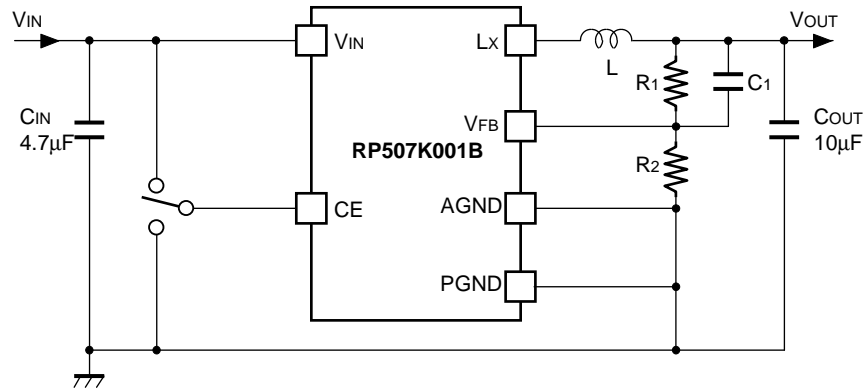 VIN
VOUT
VIN
LX
L
R1
C1
CIN
4.7μF
VFB
COUT
10μF
RP507K001B
R2
CE
AGND
PGND